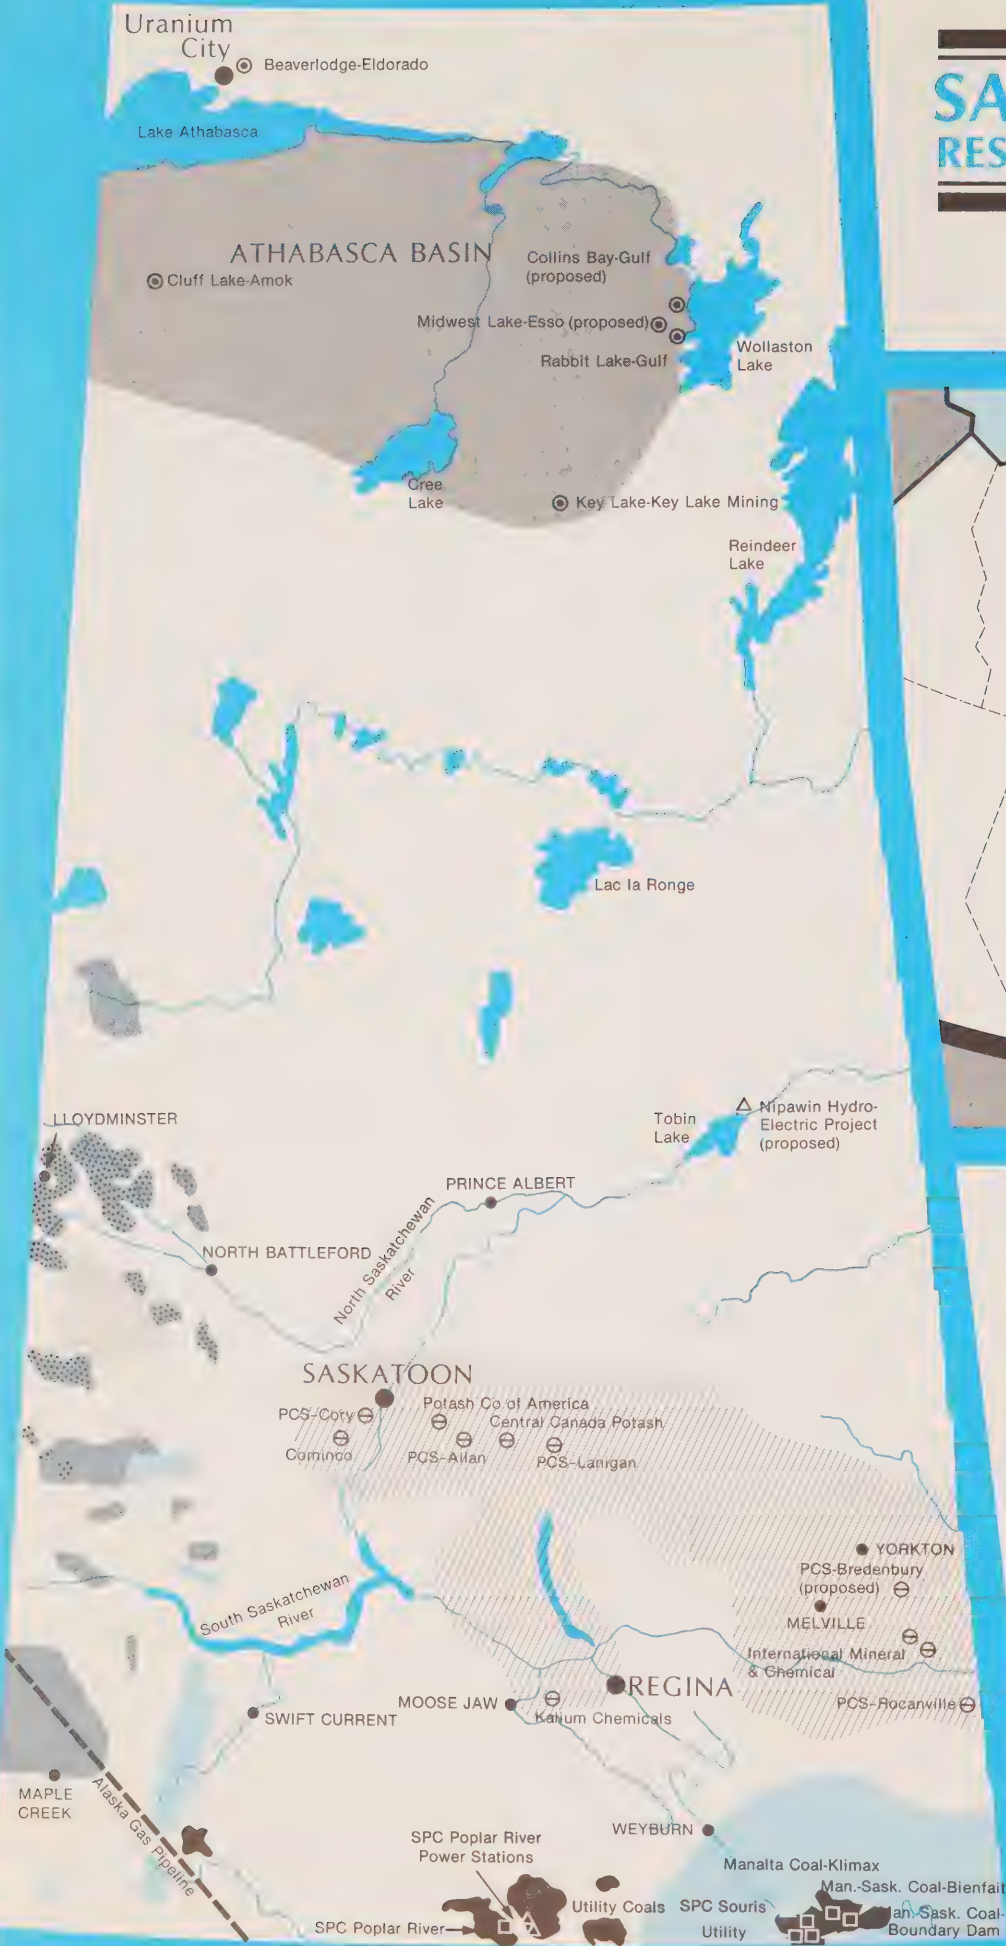 Uranium
City
Beaverlodge-Eldorado
SA
RES
Lake Athabasca
ATHABASCA BASIN
Collins Bay-Gulf
(proposed)
Cluff Lake-Amok
Midwest Lake-Esso (proposed)
Rabbit Lake-Gulf
Wollaston
Lake
Cree
Lake
Key Lake-Key Lake Mining
Reindeer
Lake
Lac la Ronge
LLOYDMINSTER
Tobin
Lake
Nipawin Hydro-
Electric Project
(proposed)
PRINCE ALBERT
North Saskatchewan
River
NORTH BATTLEFORD
SASKATOON
PCS-Cory
Potash Co. of America
Central Canada Potash
Cominco
PCS-Allan
PCS-Lanigan
YORKTON
PCS-Bredenbury
(proposed)
MELVILLE
South Saskatchewan
River
International Mineral
& Chemical
REGINA
MOOSE JAW
Kalium Chemicals
PCS-Rocanville
SWIFT CURRENT
MAPLE
CREEK
Alaska Gas Pipeline
WEYBURN
SPC Poplar River
Power Stations
Manalta Coal-Klimax
Man.-Sask. Coal-Bienfait
Utility Coals
SPC Souris
Man. Sask. Coal-
Boundary Dam
SPC Poplar River
Utility